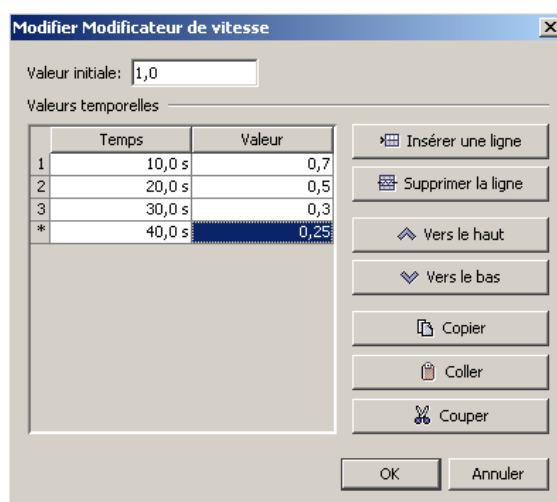 Modifier Modificateur de vitesse
Valeur initiale: 1,0
Valeurs temporelles
Temps Valeur
1 10,0 s 0,7
2 20,0 s 0,5
3 30,0 s 0,3
* 40,0 s 0,25
Insérer une ligne
Supprimer la ligne
Vers le haut
Vers le bas
Copier
Coller
Couper
OK Annuler